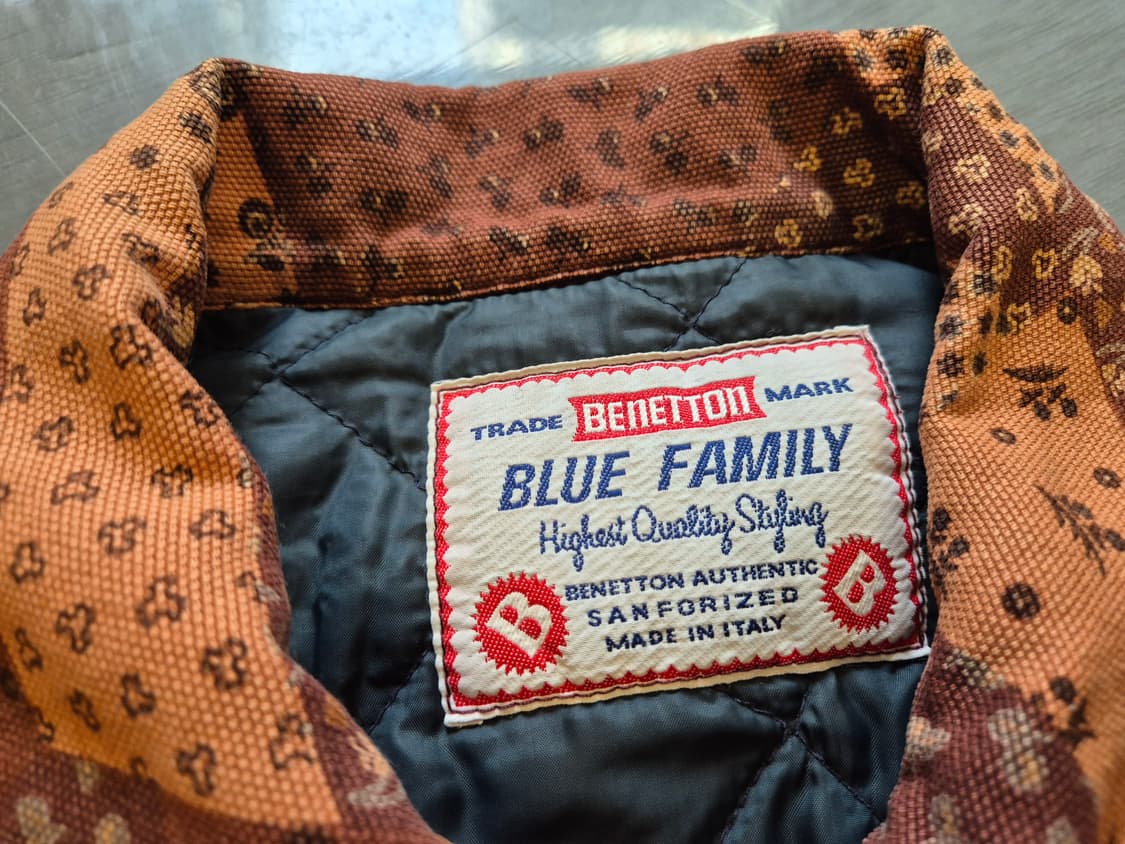 TRADE BENETTON MARK
BLUE FAMILY
Highest Quality Styling
BENETTON AUTHENTIC
SANFORIZED
MADE IN ITALY
B
B